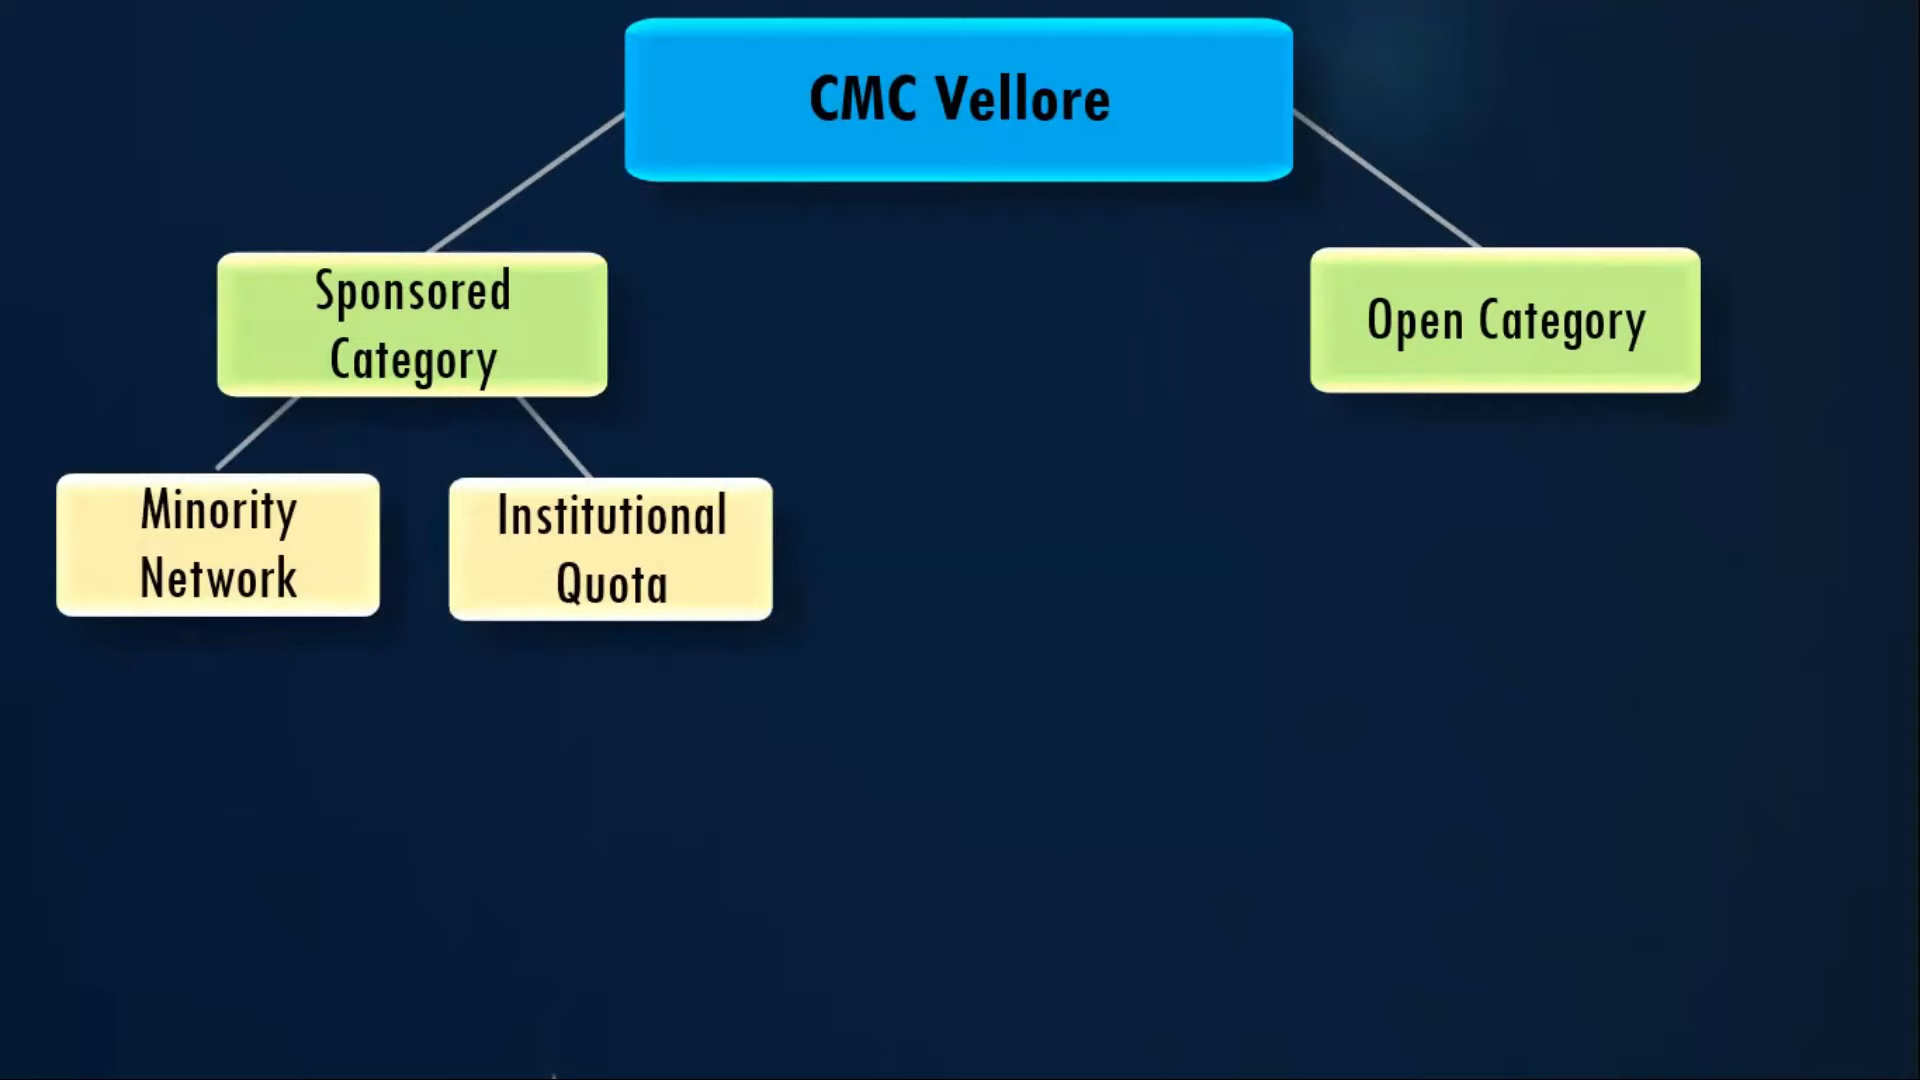 CMC Vellore
Sponsored
Category
Open Category
Minority
Network
Institutional
Quota